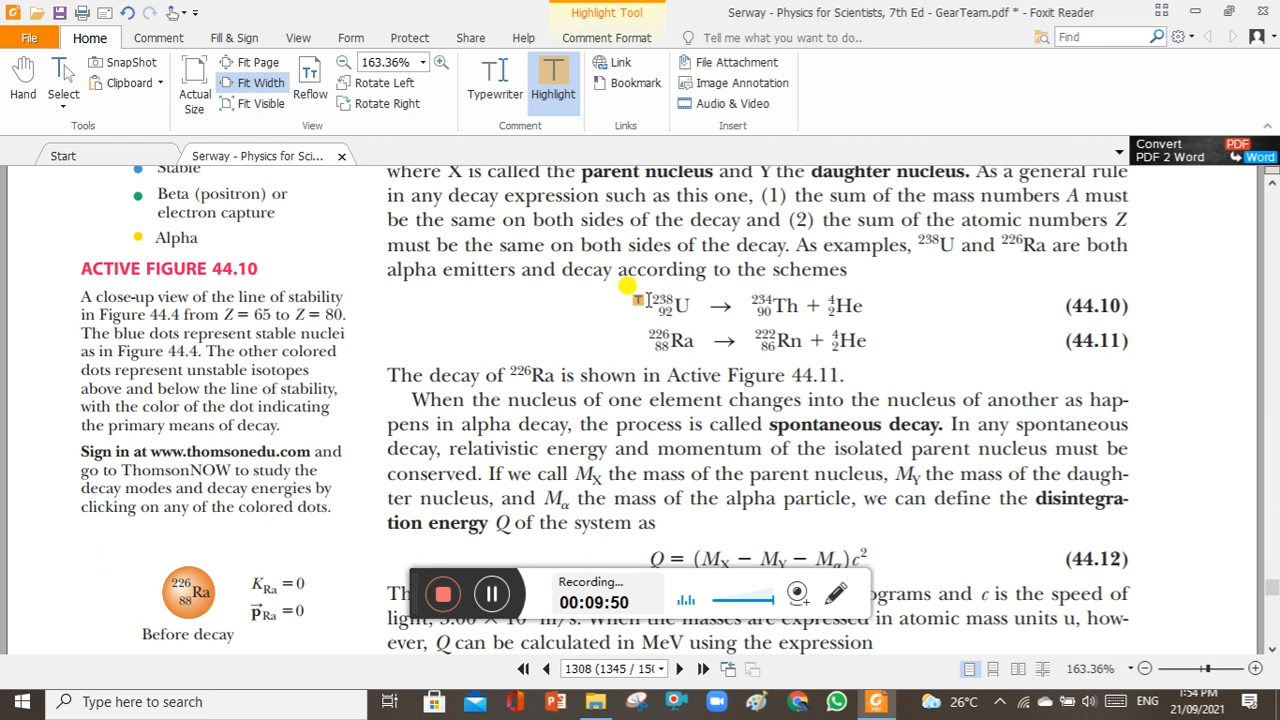 Highlight Tool
Serway - Physics for Scientists, 7th Ed - GearTeam.pdf * - Foxit Reader
File
Home
Comment
Fill & Sign
View
Form
Protect
Share
Help
Comment Format
Tell me what you want to do...
Find
Hand
Select
SnapShot
Clipboard
Actual Size
Fit Page
Fit Width
Fit Visible
Reflow
163.36%
Rotate Left
Rotate Right
Typewriter
Highlight
Link
Bookmark
File Attachment
Image Annotation
Audio & Video
Tools
View
Comment
Links
Insert
Start
Serway - Physics for Sci...
Convert PDF
PDF 2 Word
Word
Stable
Beta (positron) or
electron capture
Alpha
ACTIVE FIGURE 44.10
A close-up view of the line of stability
in Figure 44.4 from Z = 65 to Z = 80.
The blue dots represent stable nuclei
as in Figure 44.4. The other colored
dots represent unstable isotopes
above and below the line of stability,
with the color of the dot indicating
the primary means of decay.
Sign in at www.thomsonedu.com and
go to ThomsonNOW to study the
decay modes and decay energies by
clicking on any of the colored dots.
²²⁶₈₈Ra
K_Ra = 0
p⃗_Ra = 0
Before decay
where X is called the parent nucleus and Y the daughter nucleus. As a general rule
in any decay expression such as this one, (1) the sum of the mass numbers A must
be the same on both sides of the decay and (2) the sum of the atomic numbers Z
must be the same on both sides of the decay. As examples, ²³⁸U and ²²⁶Ra are both
alpha emitters and decay according to the schemes
²³⁸₉₂U → ²³⁴₉₀Th + ⁴₂He (44.10)
²²⁶₈₈Ra → ²²²₈₆Rn + ⁴₂He (44.11)
The decay of ²²⁶Ra is shown in Active Figure 44.11.
When the nucleus of one element changes into the nucleus of another as hap-
pens in alpha decay, the process is called spontaneous decay. In any spontaneous
decay, relativistic energy and momentum of the isolated parent nucleus must be
conserved. If we call M_X the mass of the parent nucleus, M_Y the mass of the daugh-
ter nucleus, and M_α the mass of the alpha particle, we can define the disintegra-
tion energy Q of the system as
Q = (M_X − M_Y − M_α)c² (44.12)
ograms and c is the speed of
light, 3.00 × 10 m/s. When the masses are expressed in atomic mass units u, how-
ever, Q can be calculated in MeV using the expression
Recording...
00:09:50
1308 (1345 / 150
163.36%
Type here to search
26°C
ENG
1:54 PM
21/09/2021